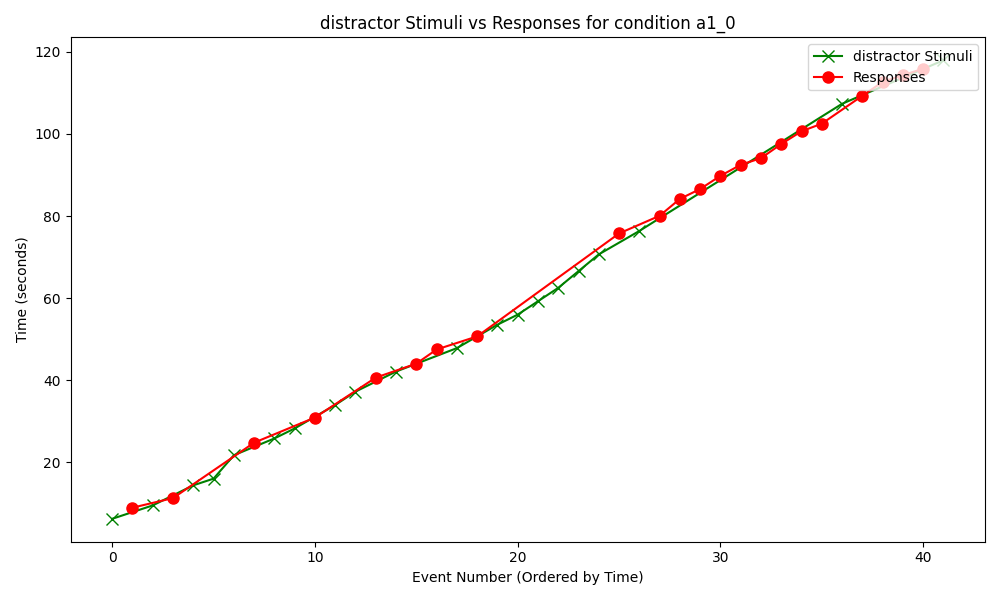 distractor Stimuli vs Responses for condition a1_0
distractor Stimuli
Responses
120
100
80
60
40
20
Time (seconds)
0
10
20
30
40
Event Number (Ordered by Time)